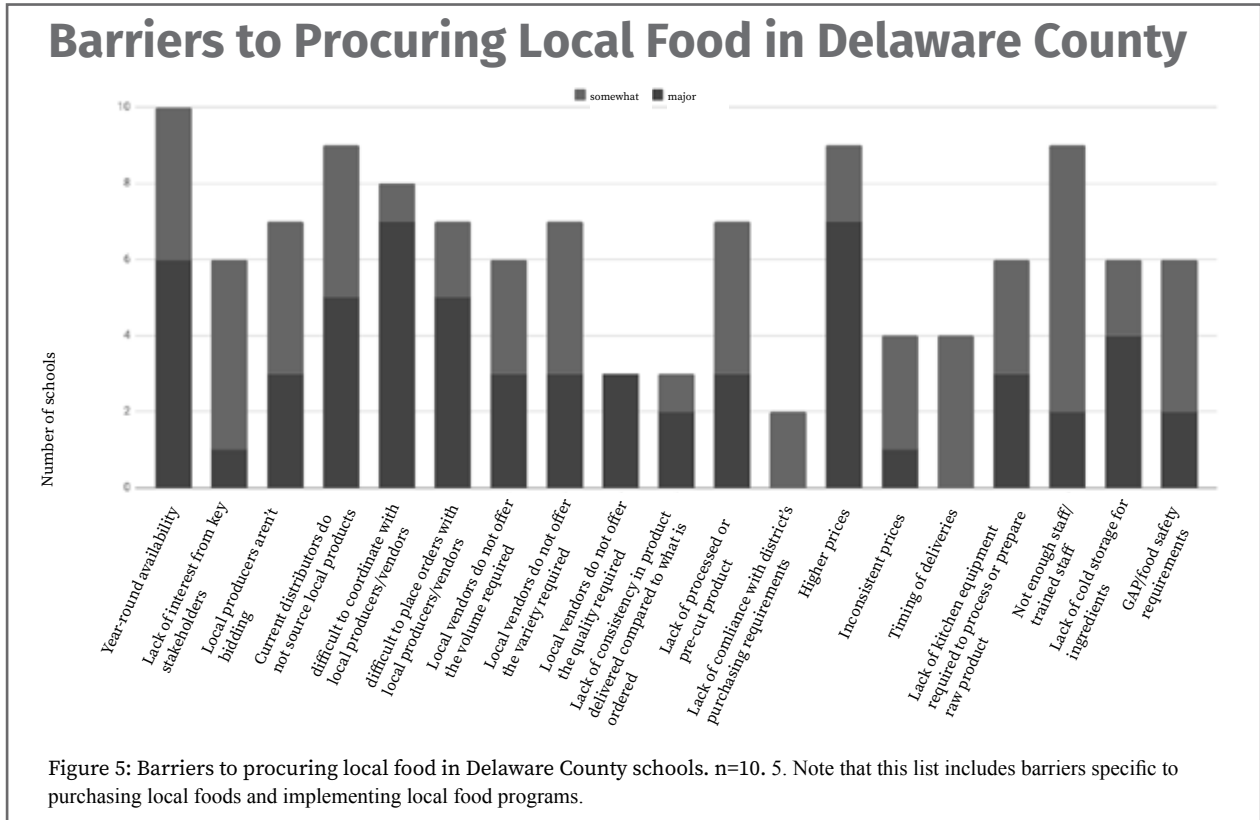 Barriers to Procuring Local Food in Delaware County
somewhat major
10
8
6
4
2
0
Number of schools
Year-round availability
Lack of interest from key
stakeholders
Local producers aren't
bidding
Current distributors do
not source local products
difficult to coordinate with
local producers/vendors
difficult to place orders with
local producers/vendors
Local vendors do not offer
the volume required
Local vendors do not offer
the variety required
Local vendors do not offer
the quality required
Lack of consistency in product
delivered compared to what is
ordered
Lack of processed or
pre-cut product
Lack of comliance with district's
purchasing requirements
Higher prices
Inconsistent prices
Timing of deliveries
Lack of kitchen equipment
required to process or prepare
raw product
Not enough staff/
trained staff
Lack of cold storage for
ingredients
GAP/food safety
requirements
Figure 5: Barriers to procuring local food in Delaware County schools. n=10. 5. Note that this list includes barriers specific to
purchasing local foods and implementing local food programs.